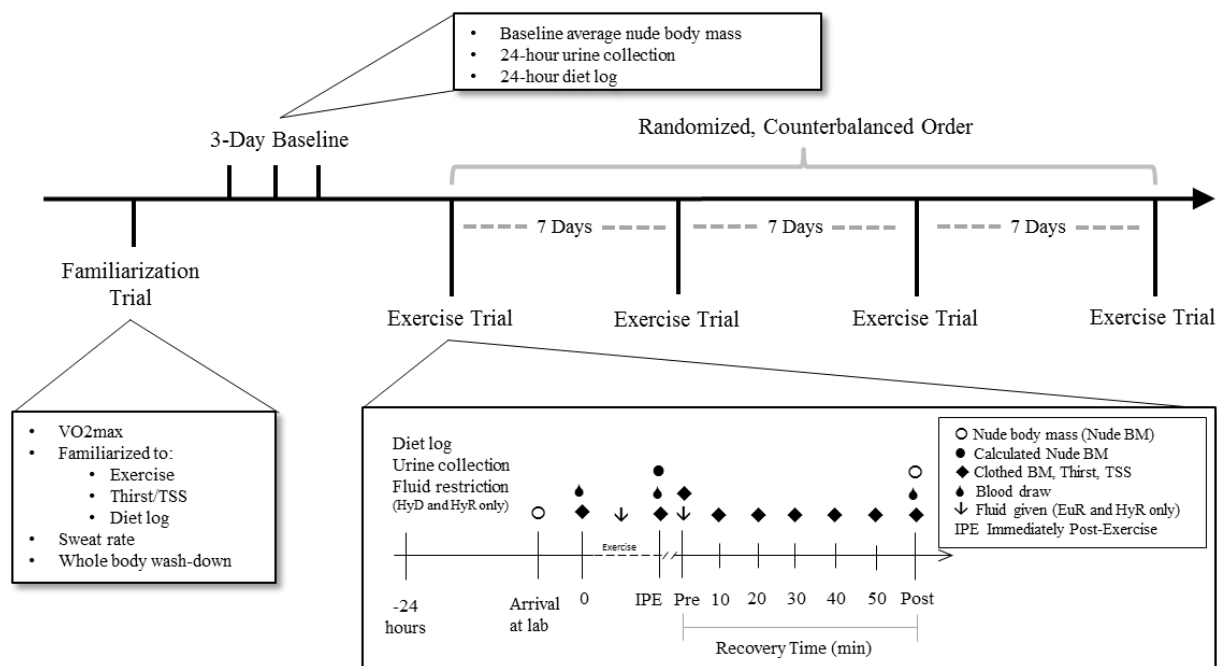 • Baseline average nude body mass
• 24-hour urine collection
• 24-hour diet log
3-Day Baseline
Randomized, Counterbalanced Order
7 Days
7 Days
7 Days
Familiarization
Trial
Exercise Trial
Exercise Trial
Exercise Trial
Exercise Trial
• VO2max
• Familiarized to:
• Exercise
• Thirst/TSS
• Diet log
• Sweat rate
• Whole body wash-down
Diet log
Urine collection
Fluid restriction
(HyD and HyR only)
Nude body mass (Nude BM)
Calculated Nude BM
Clothed BM, Thirst, TSS
Blood draw
Fluid given (EuR and HyR only)
IPE Immediately Post-Exercise
Exercise
-24
hours
Arrival
at lab
0
IPE
Pre
10
20
30
40
50
Post
Recovery Time (min)